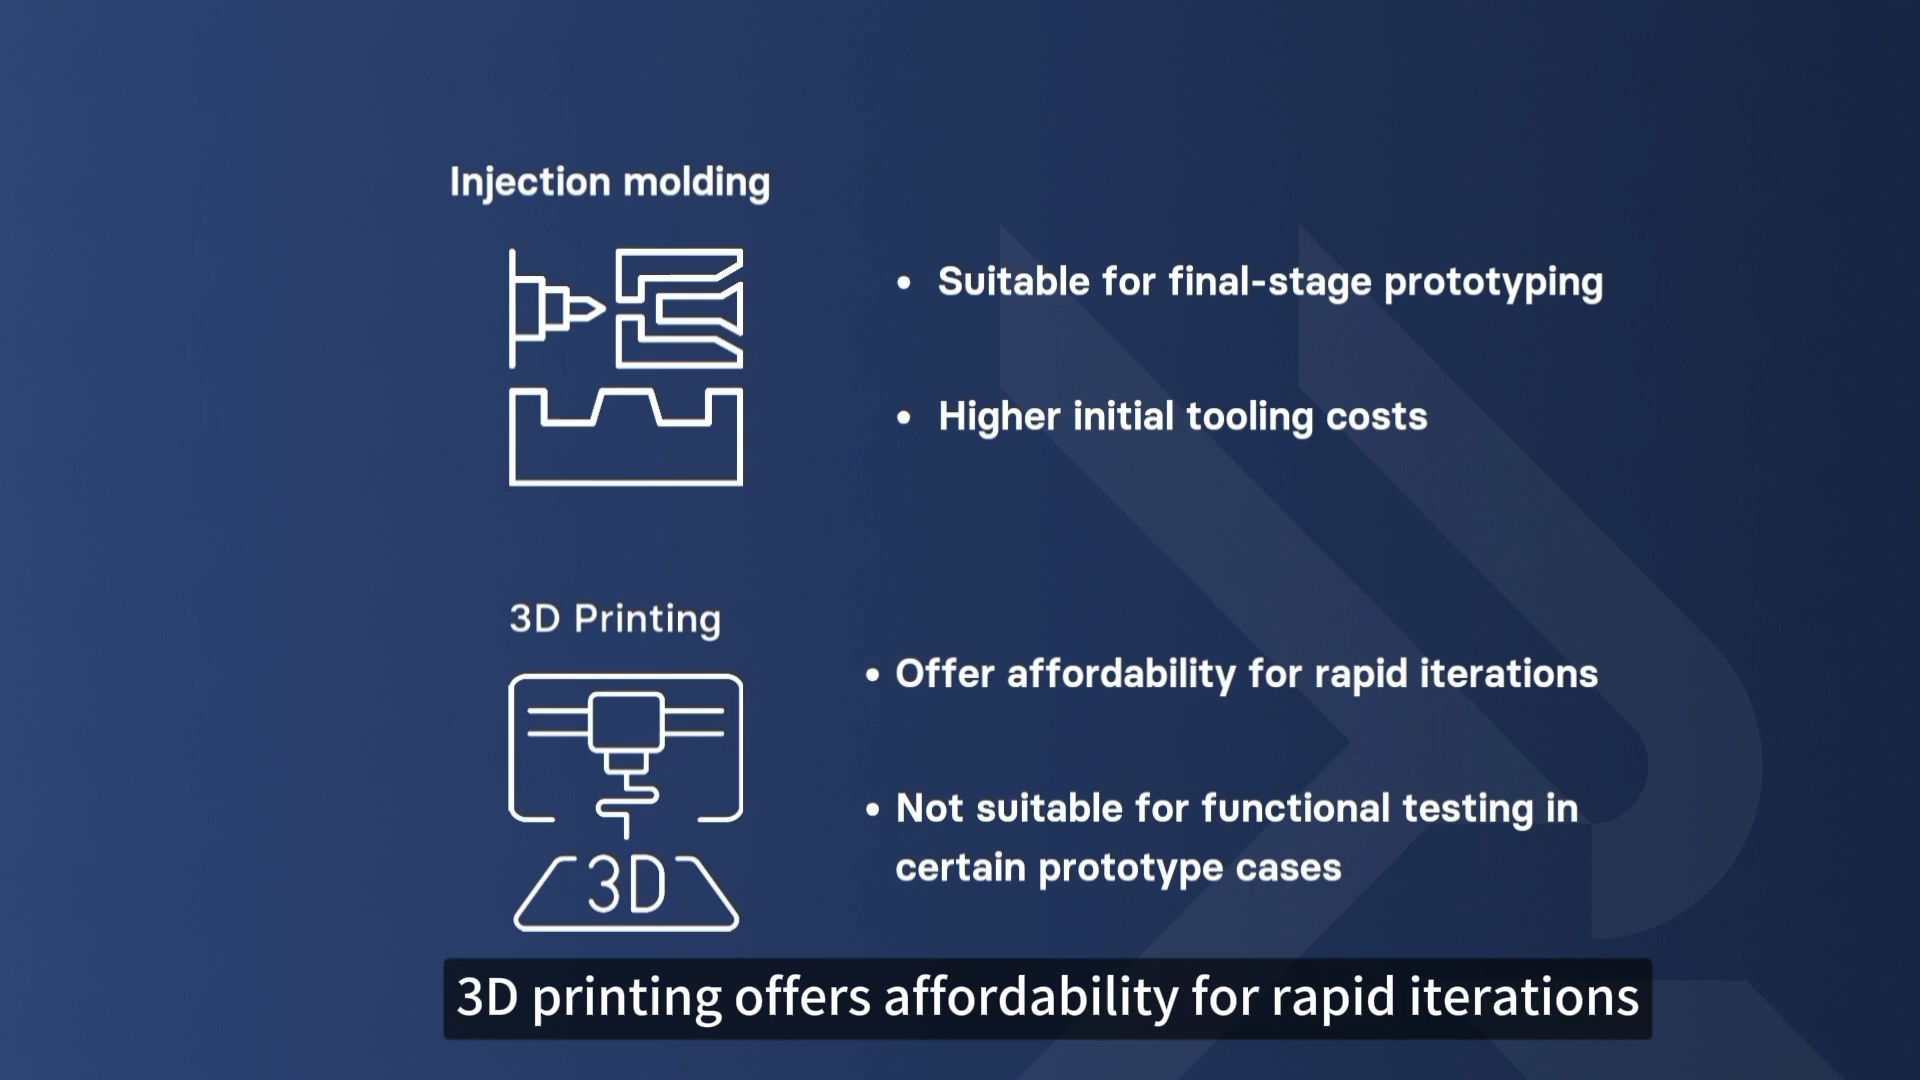 Injection molding
• Suitable for final-stage prototyping
• Higher initial tooling costs
3D Printing
3D
• Offer affordability for rapid iterations
• Not suitable for functional testing in
certain prototype cases
3D printing offers affordability for rapid iterations